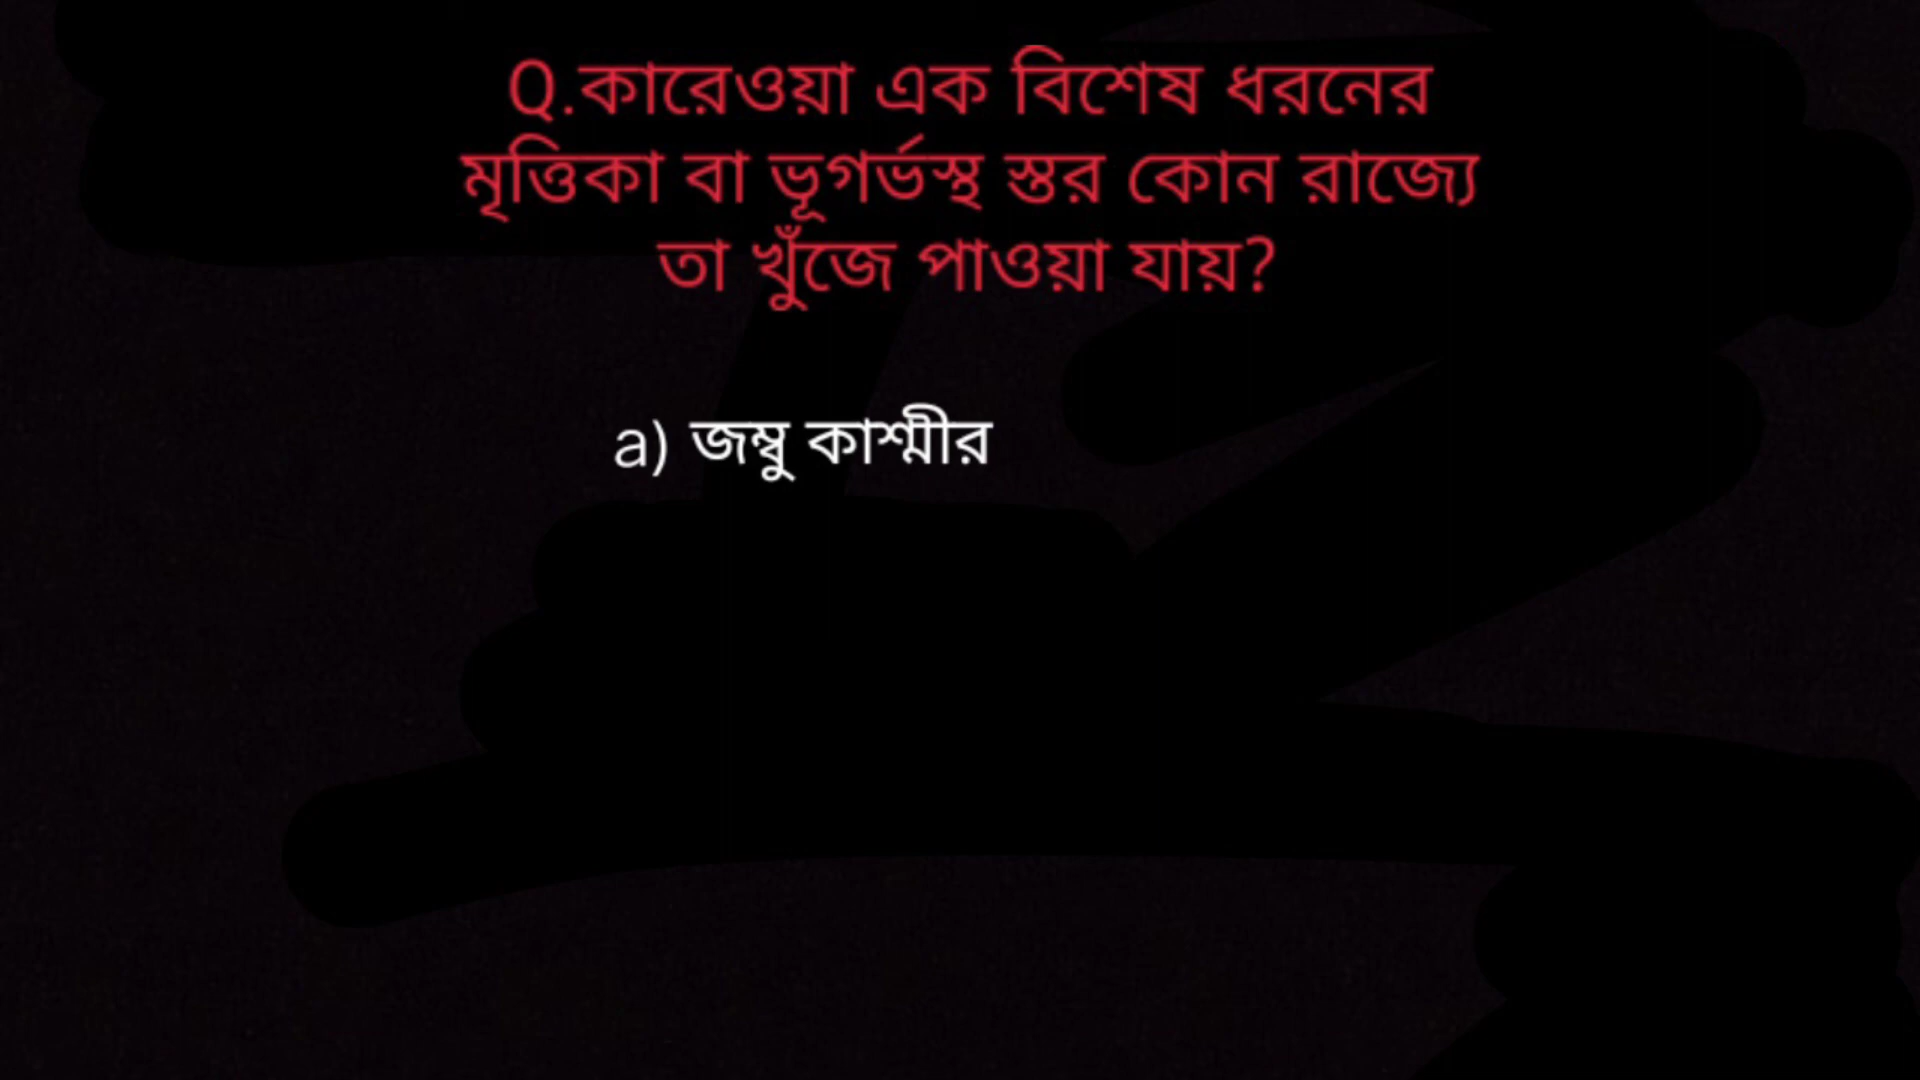 Q.কারেওয়া এক বিশেষ ধরনের
মৃত্তিকা বা ভূগর্ভস্থ স্তর কোন রাজ্যে
তা খুঁজে পাওয়া যায়?
a) জম্বু কাশ্মীর